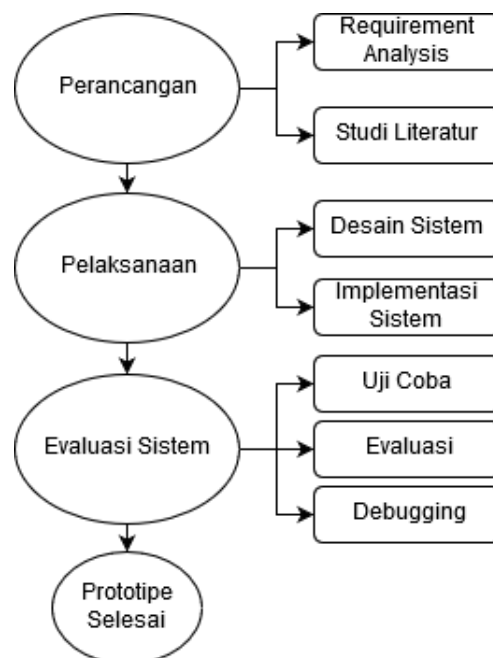 Perancangan
Requirement
Analysis
Studi Literatur
Pelaksanaan
Desain Sistem
Implementasi
Sistem
Evaluasi Sistem
Uji Coba
Evaluasi
Debugging
Prototipe
Selesai